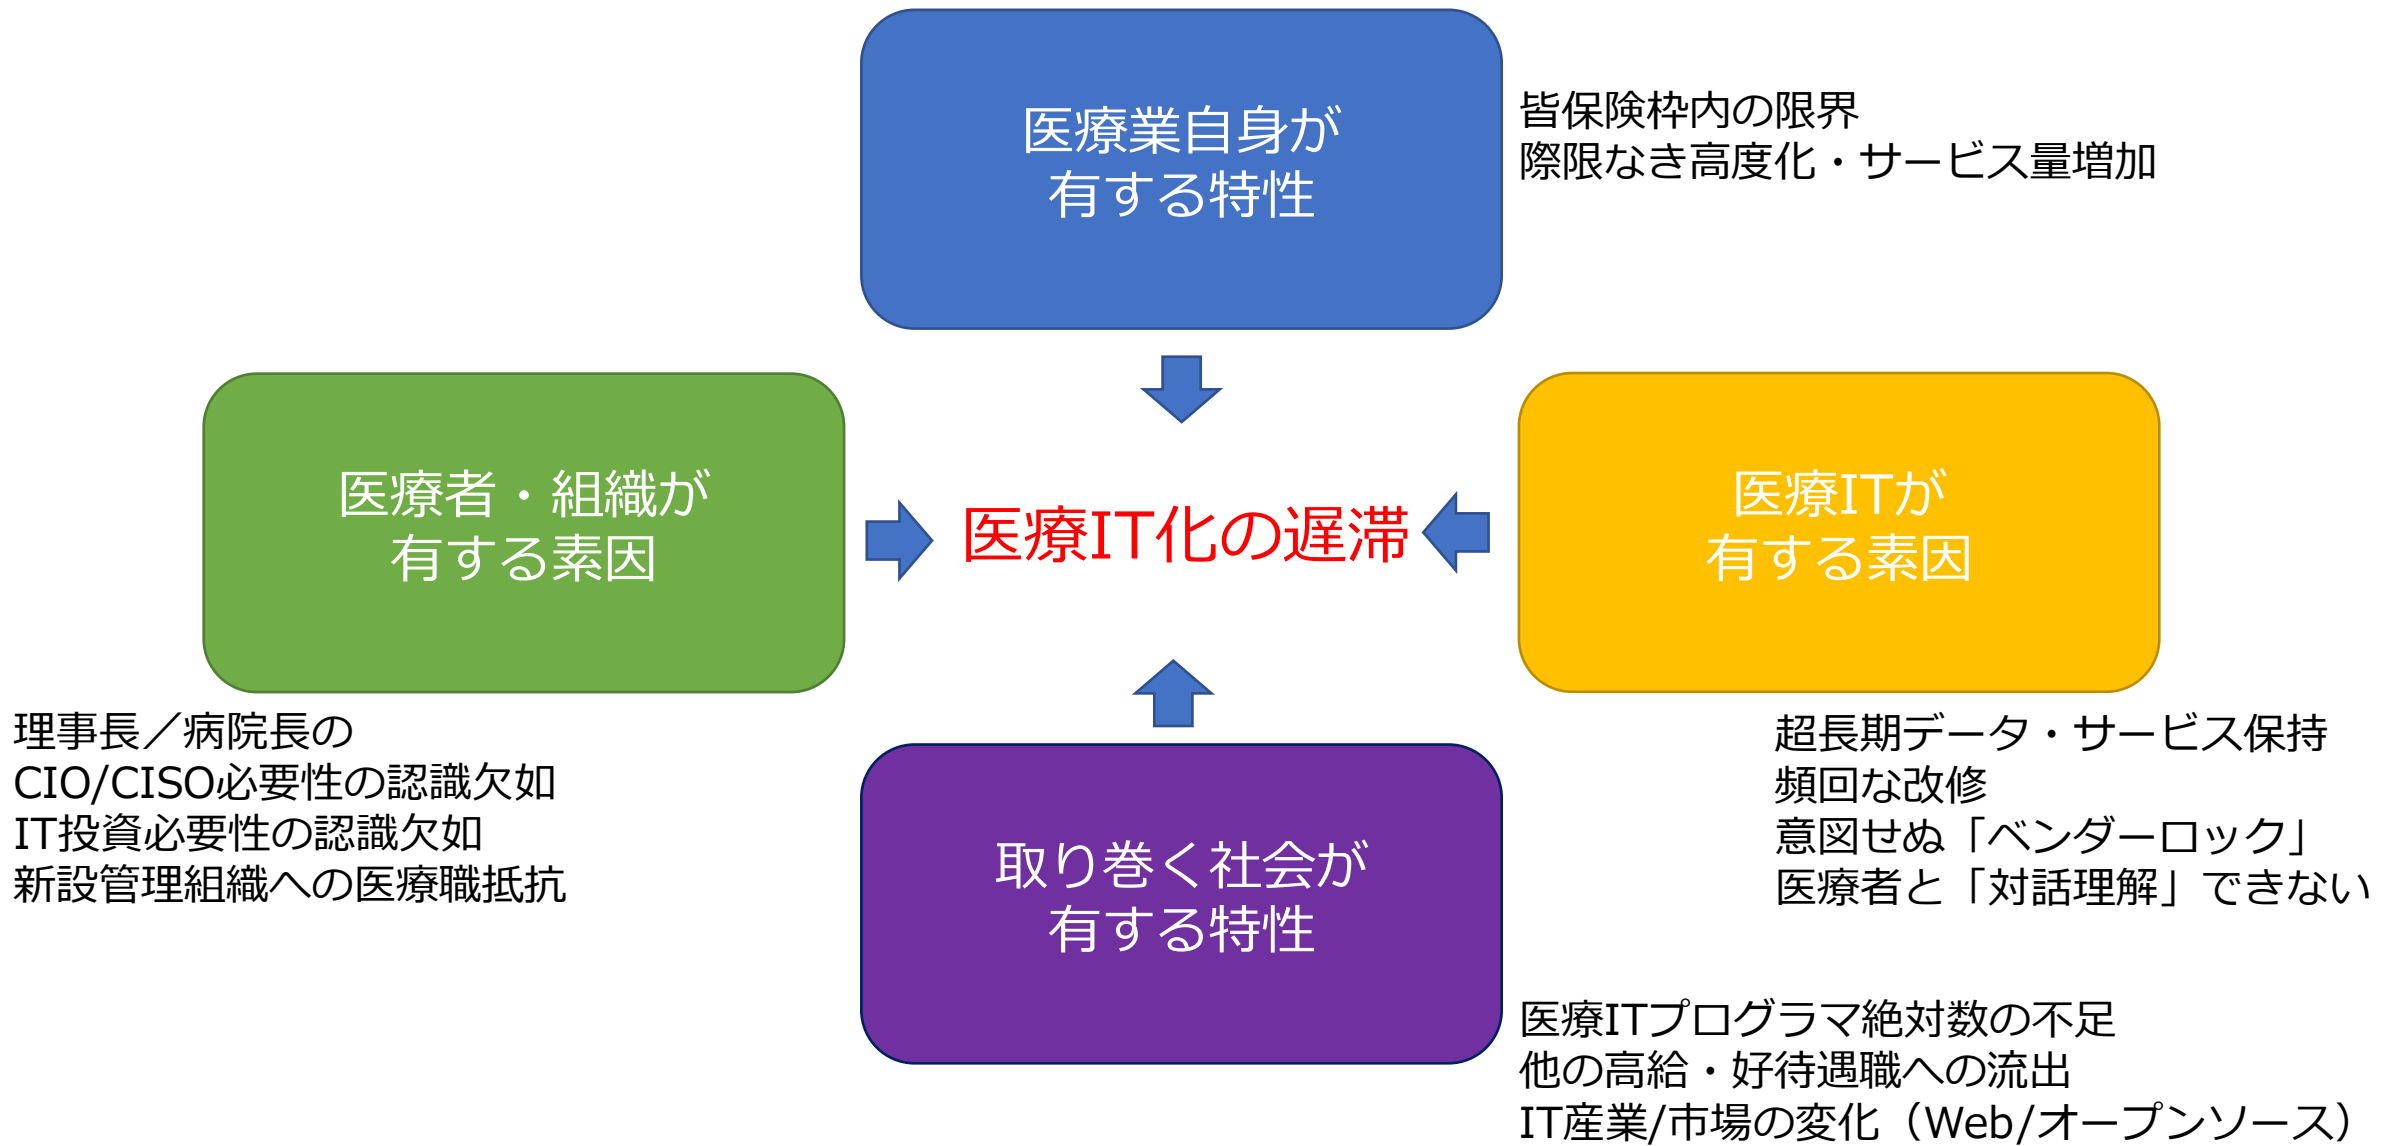 医療業自身が
有する特性
皆保険枠内の限界
際限なき高度化・サービス量増加
医療者・組織が
有する素因
医療IT化の遅滞
医療ITが
有する素因
理事長／病院長の
CIO/CISO必要性の認識欠如
IT投資必要性の認識欠如
新設管理組織への医療職抵抗
超長期データ・サービス保持
頻回な改修
意図せぬ「ベンダーロック」
医療者と「対話理解」できない
取り巻く社会が
有する特性
医療ITプログラマ絶対数の不足
他の高給・好待遇職への流出
IT産業/市場の変化（Web/オープンソース）